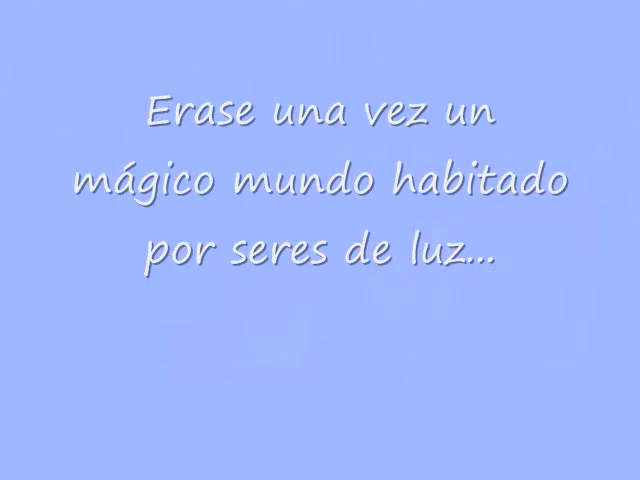 Erase una vez un
mágico mundo habitado
por seres de luz...